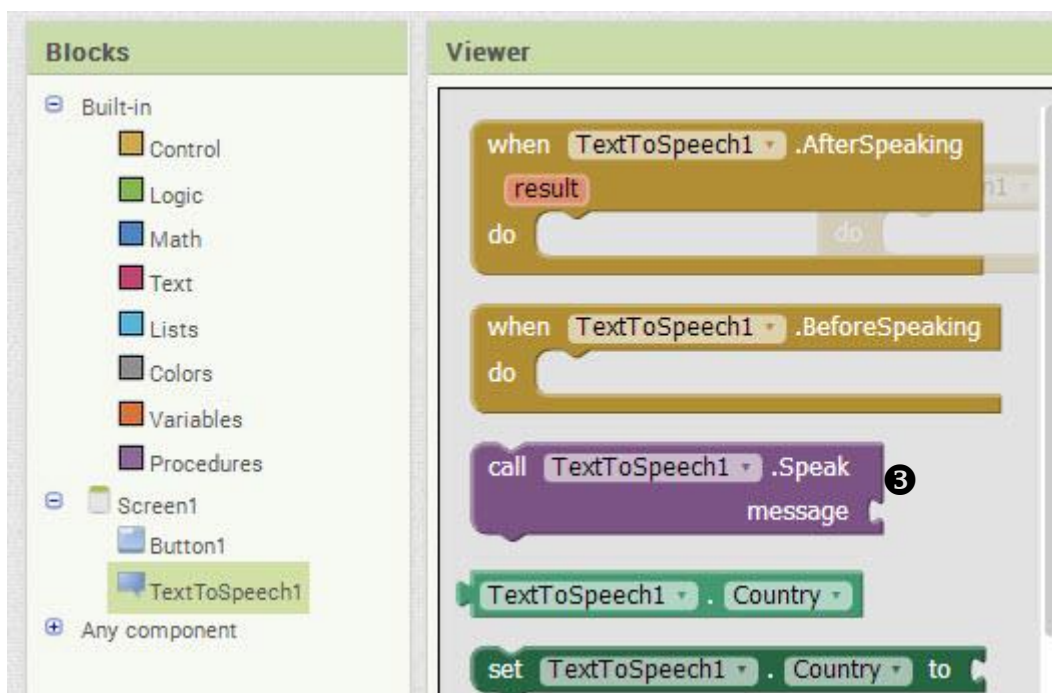 Blocks
Built-in
Control
Logic
Math
Text
Lists
Colors
Variables
Procedures
Screen1
Button1
TextToSpeech1
Any component
Viewer
when TextToSpeech1 .AfterSpeaking
result
do
do
when TextToSpeech1 .BeforeSpeaking
do
call TextToSpeech1 .Speak
❸
message
TextToSpeech1 . Country
set TextToSpeech1 . Country to